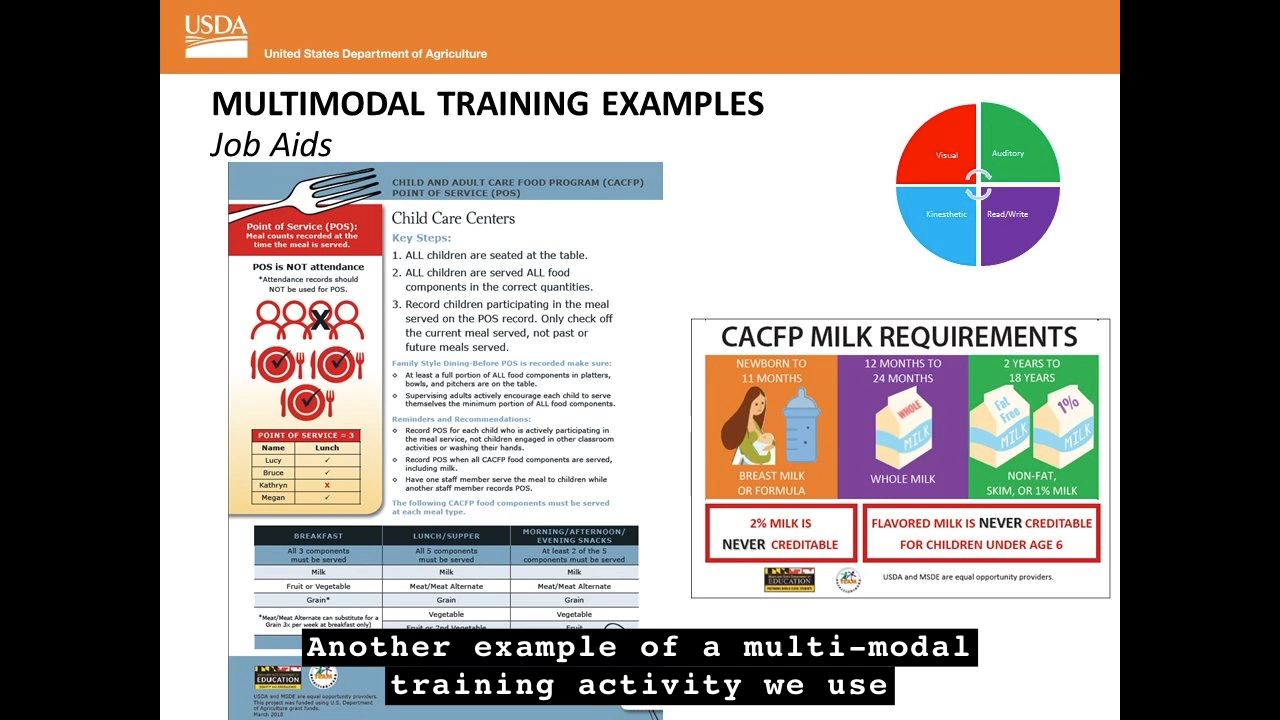 USDA
United States Department of Agriculture
MULTIMODAL TRAINING EXAMPLES
Job Aids
Visual
Auditory
Kinesthetic
Read/Write
CHILD AND ADULT CARE FOOD PROGRAM (CACFP)
POINT OF SERVICE (POS)
Point of Service (POS):
Meal counts recorded at the
time the meal is served.
POS is NOT attendance
*Attendance records should
NOT be used for POS.
X
POINT OF SERVICE = 3
Name Lunch
Lucy ✓
Bruce ✓
Kathryn X
Megan ✓
Child Care Centers
Key Steps:
1. ALL children are seated at the table.
2. ALL children are served ALL food
components in the correct quantities.
3. Record children participating in the meal
served on the POS record. Only check off
the current meal served, not past or
future meals served.
Family Style Dining-Before POS is recorded make sure:
At least a full portion of ALL food components in platters,
bowls, and pitchers are on the table.
Supervising adults actively encourage each child to serve
themselves the minimum portion of ALL food components.
Reminders and Recommendations:
Record POS for each child who is actively participating in
the meal service, not children engaged in other classroom
activities or washing their hands.
Record POS when all CACFP food components are served,
including milk.
Have one staff member serve the meal to children while
another staff member records POS.
The following CACFP food components must be served
at each meal type.
BREAKFAST
All 3 components
must be served
Milk
Fruit or Vegetable
Grain*
*Meat/Meat Alternate can substitute for a
Grain 3x per week at breakfast only)
LUNCH/SUPPER
All 5 components
must be served
Milk
Meat/Meat Alternate
Grain
Vegetable
Fruit or 2nd Vegetable
MORNING/AFTERNOON/
EVENING SNACKS
At least 2 of the 5
components must be served
Milk
Meat/Meat Alternate
Grain
Vegetable
Fruit
EDUCATION
USDA and MSDE are equal opportunity providers.
This project was funded using U.S. Department
of Agriculture grant funds.
March 2018
CACFP MILK REQUIREMENTS
NEWBORN TO
11 MONTHS
BREAST MILK
OR FORMULA
12 MONTHS TO
24 MONTHS
WHOLE
MILK
WHOLE MILK
2 YEARS TO
18 YEARS
Fat
Free
MILK
1%
MILK
NON-FAT,
SKIM, OR 1% MILK
2% MILK IS
NEVER CREDITABLE
FLAVORED MILK IS NEVER CREDITABLE
FOR CHILDREN UNDER AGE 6
EDUCATION
USDA and MSDE are equal opportunity providers.
Another example of a multi-modal
training activity we use